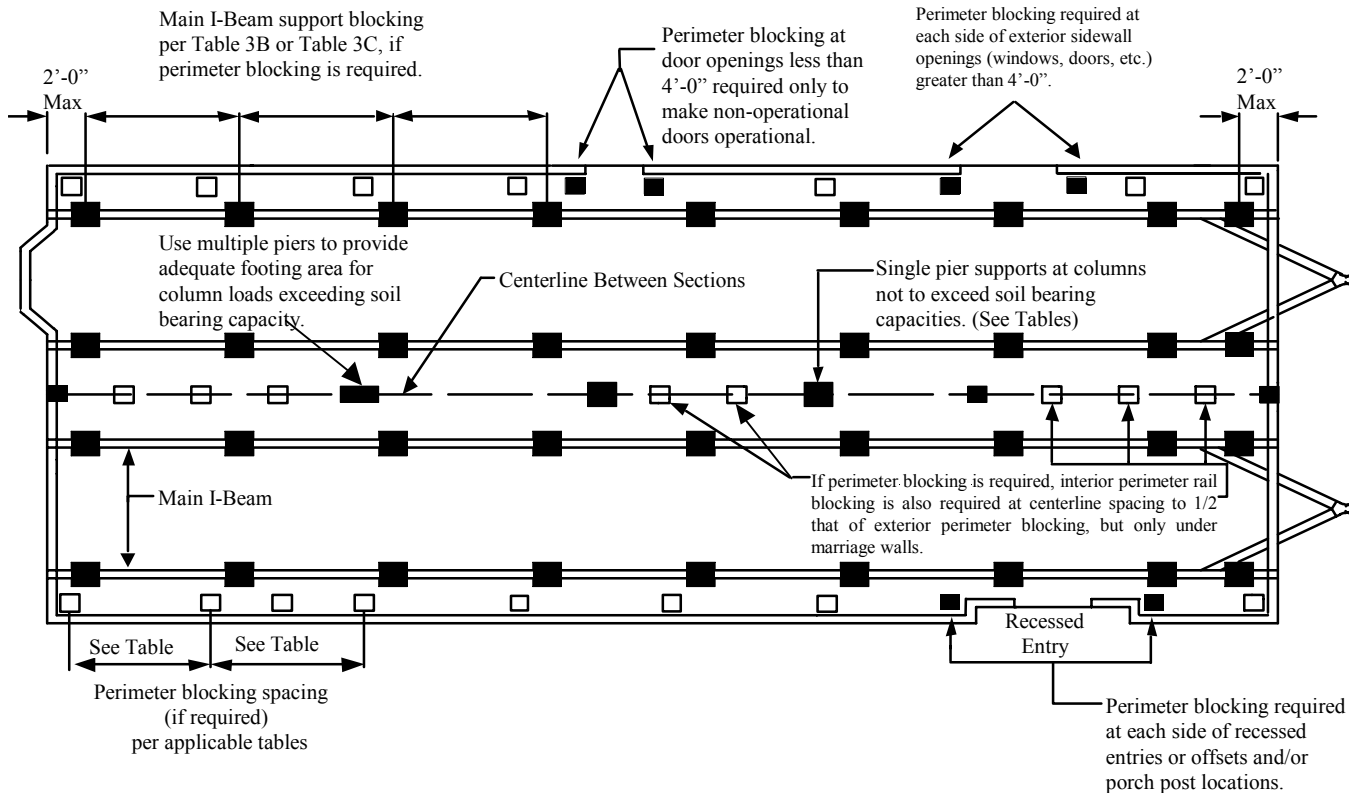 Main I-Beam support blocking
per Table 3B or Table 3C, if
perimeter blocking is required.
2’-0”
Max
Perimeter blocking at
door openings less than
4’-0” required only to
make non-operational
doors operational.
Perimeter blocking required at
each side of exterior sidewall
openings (windows, doors, etc.)
greater than 4’-0”.
2’-0”
Max
Use multiple piers to provide
adequate footing area for
column loads exceeding soil
bearing capacity.
Centerline Between Sections
Single pier supports at columns
not to exceed soil bearing
capacities. (See Tables)
Main I-Beam
If perimeter blocking is required, interior perimeter rail
blocking is also required at centerline spacing to 1/2
that of exterior perimeter blocking, but only under
marriage walls.
See Table
See Table
Perimeter blocking spacing
(if required)
per applicable tables
Recessed
Entry
Perimeter blocking required
at each side of recessed
entries or offsets and/or
porch post locations.